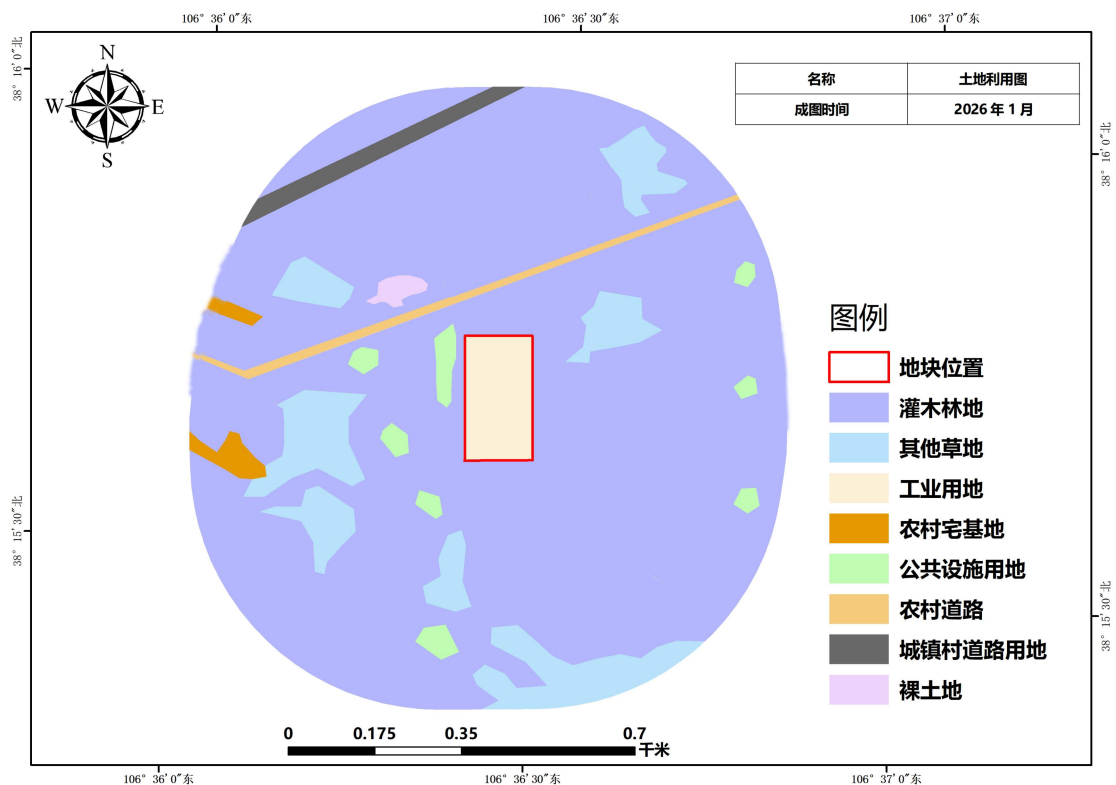 106° 36' 0"东
106° 36' 30"东
106° 37' 0"东
38° 16' 0"北
38° 16' 0"北
N
W E
S
名称 土地利用图
成图时间 2026 年 1 月
图例
地块位置
灌木林地
其他草地
工业用地
农村宅基地
公共设施用地
农村道路
城镇村道路用地
裸土地
38° 15' 30"北
38° 15' 30"北
0 0.175 0.35 0.7
千米
106° 36' 0"东
106° 36' 30"东
106° 37' 0"东